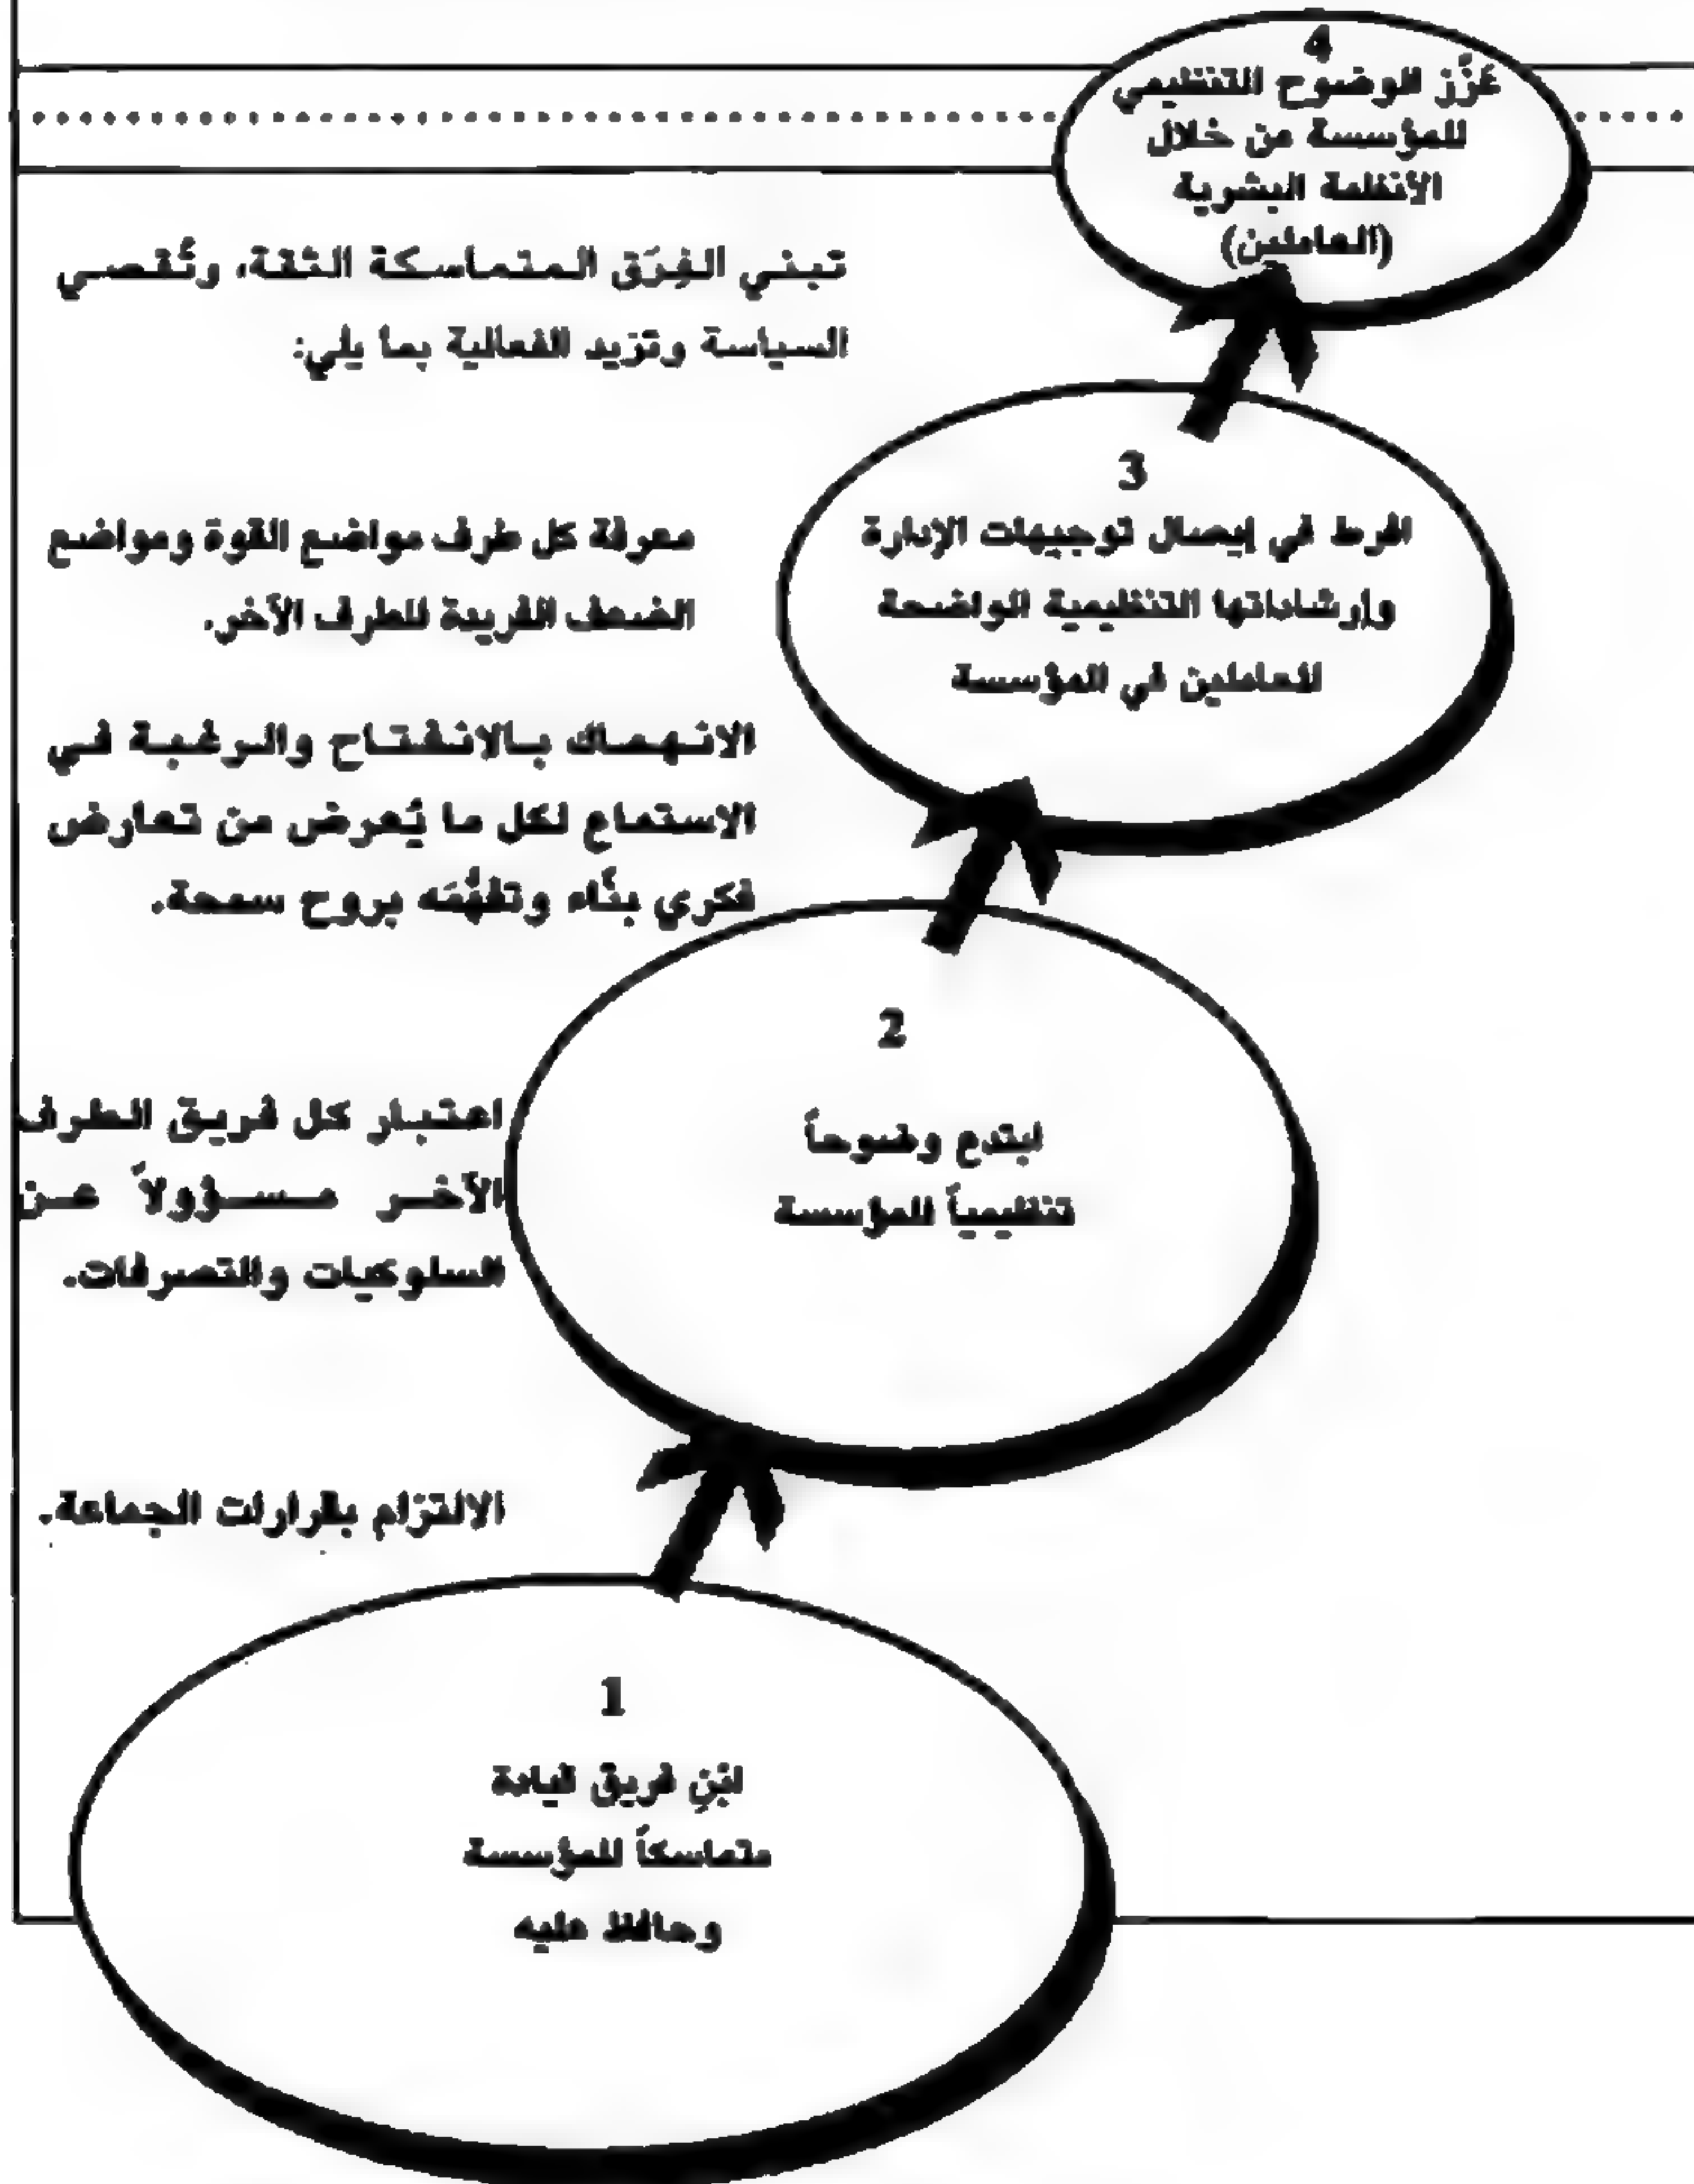 4
عَزِّز الوضوح التنظيمي
للمؤسسة من خلال
الأنظمة البشرية
(العاملين)
تبني الفِرَق المتماسكة الثقة، وتُقصي
السياسة وتزيد الفعالية بما يلي:
3
افرط في إيصال توجيهات الإدارة
وإرشاداتها التنظيمية الواضحة
للعاملين في المؤسسة
معرفة كل طرف مواضع القوة ومواضع
الضعف الفريدة للطرف الآخر.
الانهماك بالانفتاح والرغبة في
الاستماع لكل ما يُعرض من تعارض
فكري بنَّاء وتفهُّمَه بروح سمحة.
2
ابتدع وضوحاً
تنظيمياً للمؤسسة
اعتبار كل فريق الطرف
الآخر مسؤولاً عن
السلوكيات والتصرفات.
الالتزام بقرارات الجماعة.
1
ابْنِ فريق قيادة
متماسكاً للمؤسسة
وحافظ عليه